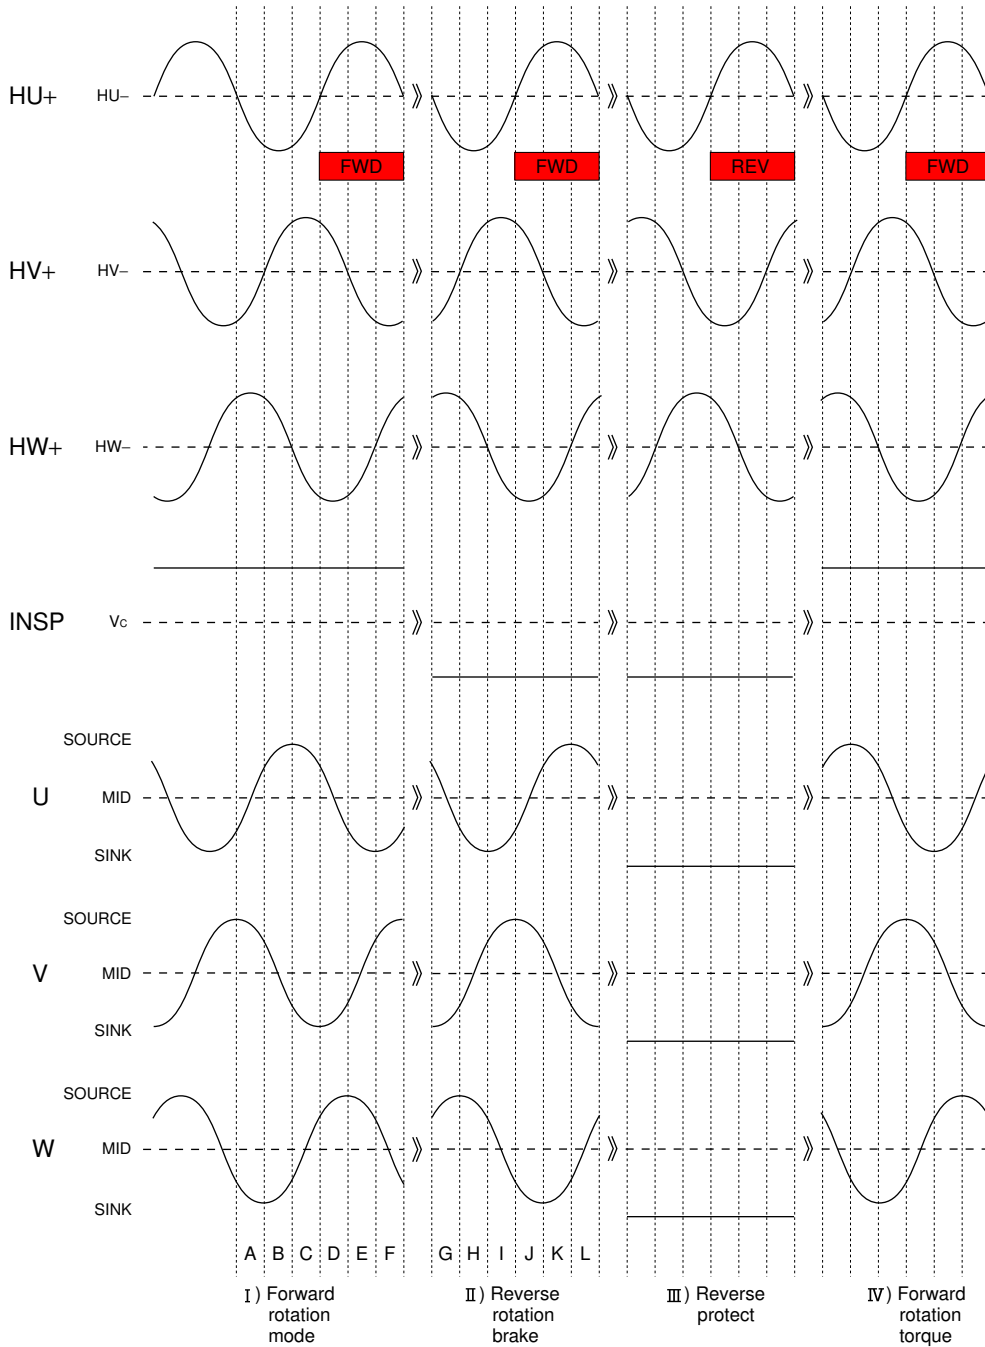 HU+ HU−
FWD FWD REV FWD
HV+ HV−
HW+ HW−
INSP VC
SOURCE
U MID
SINK
SOURCE
V MID
SINK
SOURCE
W MID
SINK
A B C D E F G H I J K L
Ⅰ) Forward
rotation
mode
Ⅱ) Reverse
rotation
brake
Ⅲ) Reverse
protect
Ⅳ) Forward
rotation
torque